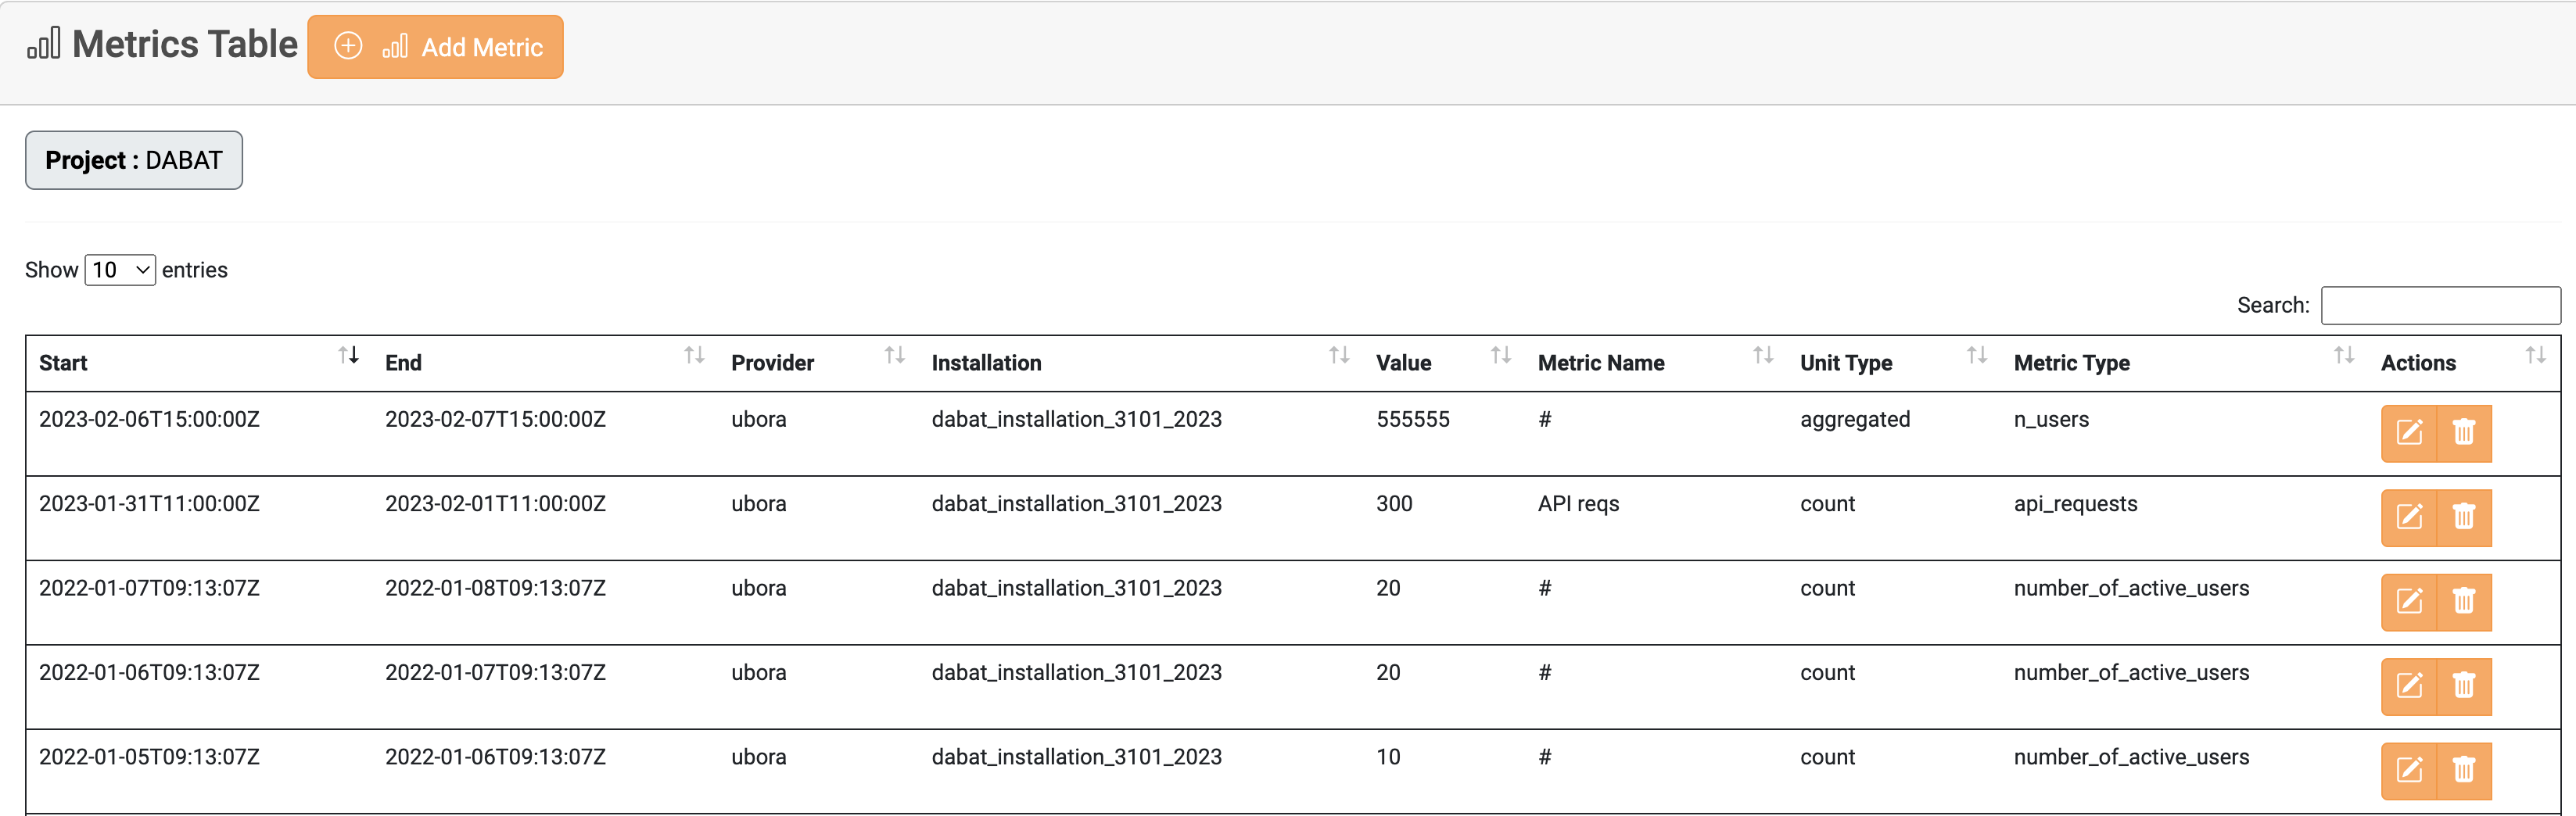 Metrics Table Add Metric
Project : DABAT
Show 10 entries
Search:
Start End Provider Installation Value Metric Name Unit Type Metric Type Actions
2023-02-06T15:00:00Z 2023-02-07T15:00:00Z ubora dabat_installation_3101_2023 555555 # aggregated n_users
2023-01-31T11:00:00Z 2023-02-01T11:00:00Z ubora dabat_installation_3101_2023 300 API reqs count api_requests
2022-01-07T09:13:07Z 2022-01-08T09:13:07Z ubora dabat_installation_3101_2023 20 # count number_of_active_users
2022-01-06T09:13:07Z 2022-01-07T09:13:07Z ubora dabat_installation_3101_2023 20 # count number_of_active_users
2022-01-05T09:13:07Z 2022-01-06T09:13:07Z ubora dabat_installation_3101_2023 10 # count number_of_active_users